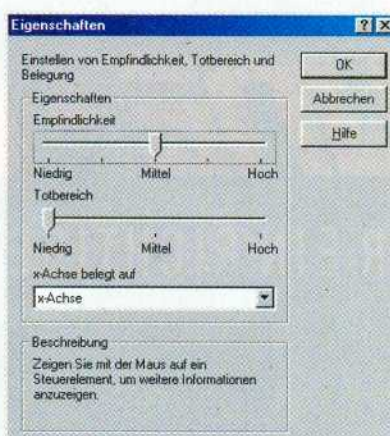 Eigenschaften
Einstellen von Empfindlichkeit, Totbereich und
Belegung
OK
Abbrechen
Hilfe
Eigenschaften
Empfindlichkeit
Niedrig Mittel Hoch
Totbereich
Niedrig Mittel Hoch
x-Achse belegt auf
x-Achse
Beschreibung
Zeigen Sie mit der Maus auf ein
Steuerelement, um weitere Informationen
anzuzeigen.